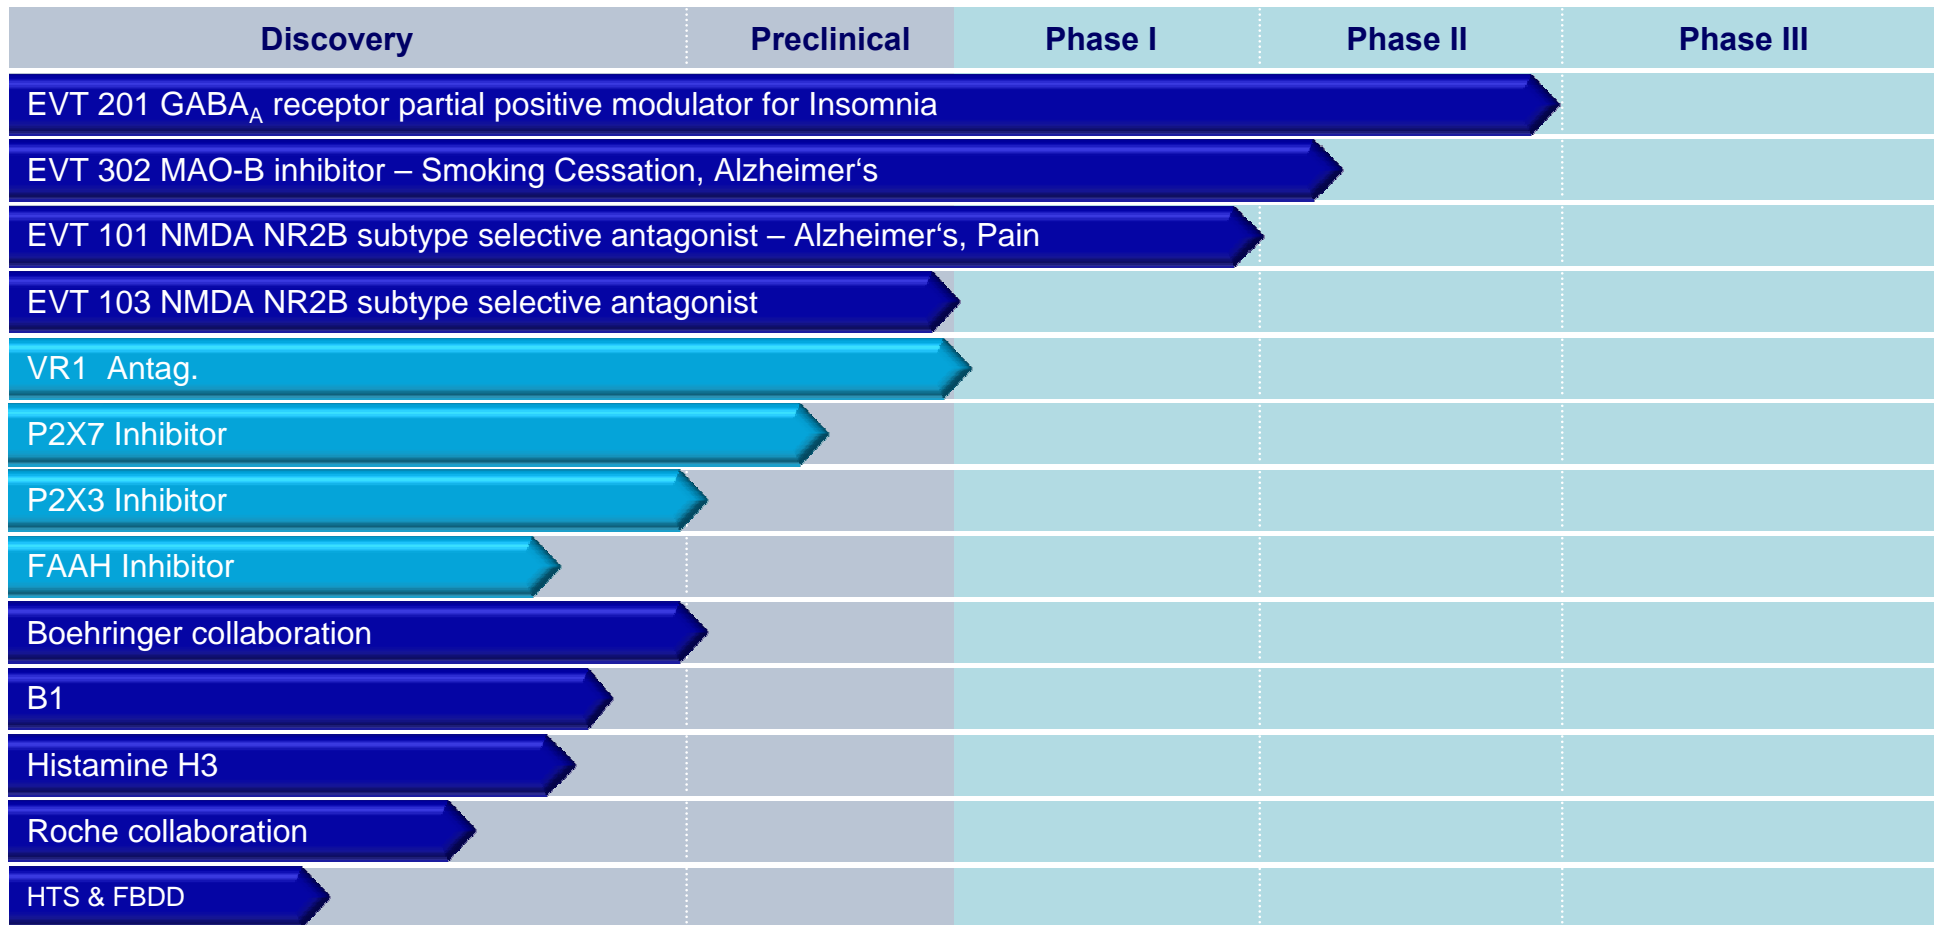 Discovery Preclinical Phase I Phase II Phase III
EVT 201 GABAA receptor partial positive modulator for Insomnia
EVT 302 MAO-B inhibitor – Smoking Cessation, Alzheimer‘s
EVT 101 NMDA NR2B subtype selective antagonist – Alzheimer‘s, Pain
EVT 103 NMDA NR2B subtype selective antagonist
VR1 Antag.
P2X7 Inhibitor
P2X3 Inhibitor
FAAH Inhibitor
Boehringer collaboration
B1
Histamine H3
Roche collaboration
HTS & FBDD